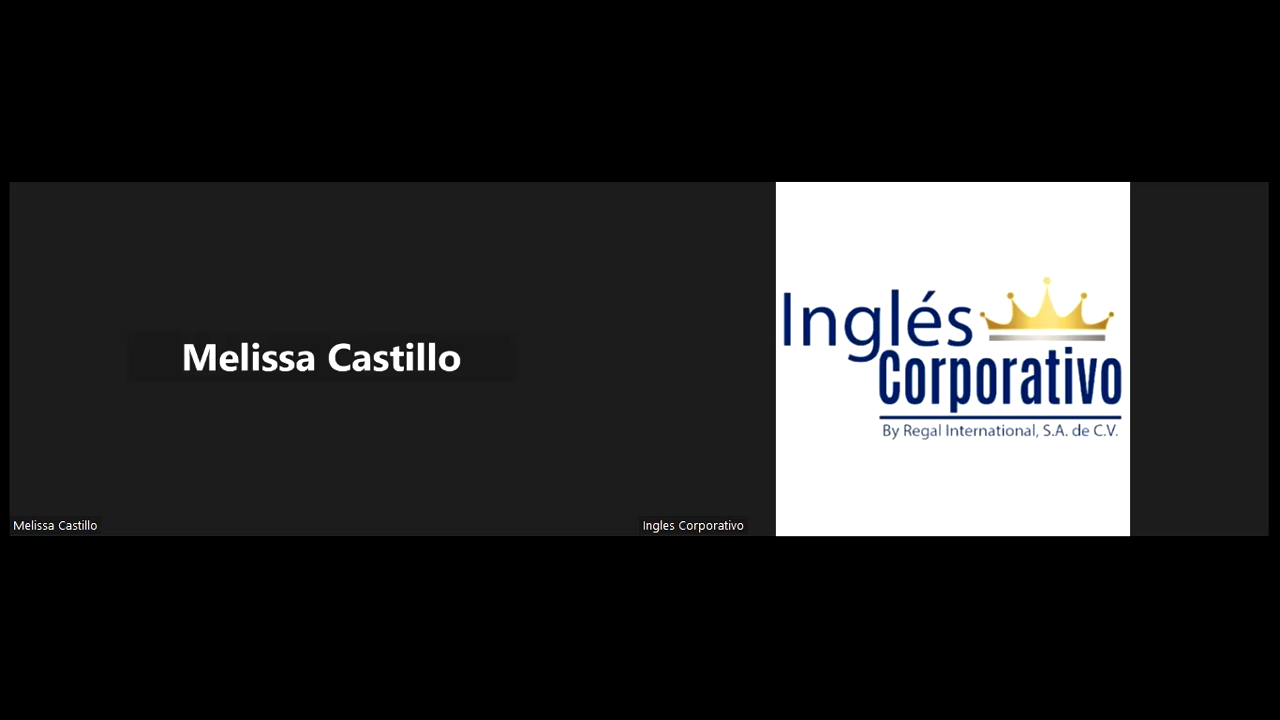 Melissa Castillo
Melissa Castillo
Ingles Corporativo
Inglés
Corporativo
By Regal International, S.A. de C.V.